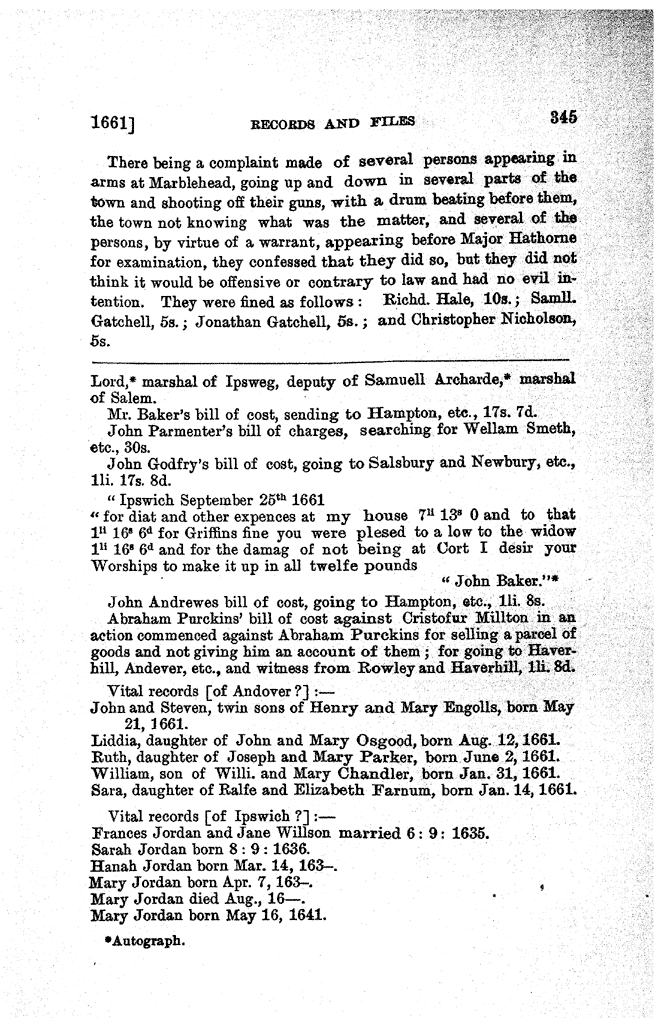 1661] RECORDS AND FILES 345
There being a complaint made of several persons appearing in
arms at Marblehead, going up and down in several parts of the
town and shooting off their guns, with a drum beating before them,
the town not knowing what was the matter, and several of the
persons, by virtue of a warrant, appearing before Major Hathorne
for examination, they confessed that they did so, but they did not
think it would be offensive or contrary to law and had no evil in-
tention. They were fined as follows: Richd. Hale, 10s.; Samll.
Gatchell, 5s.; Jonathan Gatchell, 5s.; and Christopher Nicholson,
5s.
Lord,* marshal of Ipsweg, deputy of Samuell Archarde,* marshal
of Salem.
Mr. Baker's bill of cost, sending to Hampton, etc., 17s. 7d.
John Parmenter's bill of charges, searching for Wellam Smeth,
etc., 30s.
John Godfry's bill of cost, going to Salsbury and Newbury, etc.,
1li. 17s. 8d.
"Ipswich September 25th 1661
"for diat and other expences at my house 7li 13s 0 and to that
1li 16s 6d for Griffins fine you were plesed to a low to the widow
1li 16s 6d and for the damag of not being at Cort I desir your
Worships to make it up in all twelfe pounds
"John Baker."*
John Andrewes bill of cost, going to Hampton, etc., 1li. 8s.
Abraham Purckins' bill of cost against Cristofur Millton in an
action commenced against Abraham Purckins for selling a parcel of
goods and not giving him an account of them; for going to Haver-
hill, Andever, etc., and witness from Rowley and Haverhill, 1li. 8d.
Vital records [of Andover?]:—
John and Steven, twin sons of Henry and Mary Engolls, born May
21, 1661.
Liddia, daughter of John and Mary Osgood, born Aug. 12, 1661.
Ruth, daughter of Joseph and Mary Parker, born June 2, 1661.
William, son of Willi. and Mary Chandler, born Jan. 31, 1661.
Sara, daughter of Ralfe and Elizabeth Farnum, born Jan. 14, 1661.
Vital records [of Ipswich?]:—
Frances Jordan and Jane Willson married 6: 9: 1635.
Sarah Jordan born 8: 9: 1636.
Hanah Jordan born Mar. 14, 163–.
Mary Jordan born Apr. 7, 163–.
Mary Jordan died Aug., 16—.
Mary Jordan born May 16, 1641.
*Autograph.